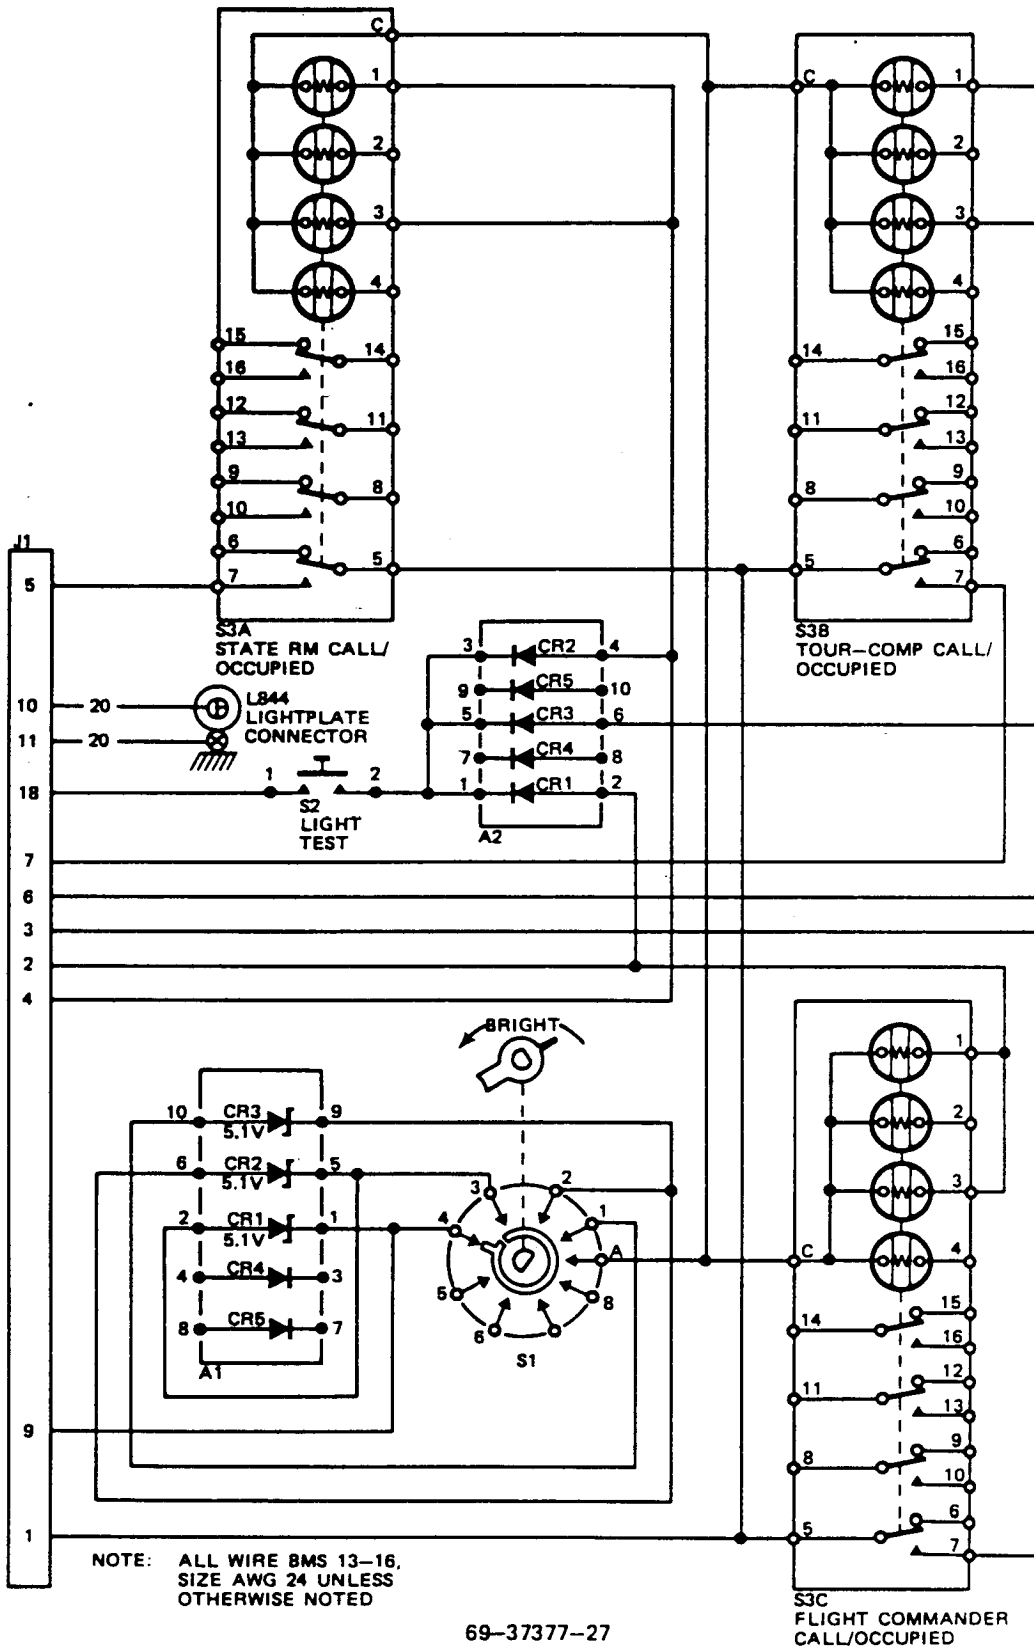 C
1
2
3
4
15
16
14
12
13
11
9
10
8
6
7
5
S3A
STATE RM CALL/
OCCUPIED
C
1
2
3
4
14
15
16
11
12
13
8
9
10
5
6
7
S3B
TOUR-COMP CALL/
OCCUPIED
J1
5
10
11
18
7
6
3
2
4
9
1
20
20
L844
LIGHTPLATE
CONNECTOR
1
2
S2
LIGHT
TEST
3 CR2 4
9 CR5 10
5 CR3 6
7 CR4 8
1 CR1 2
A2
BRIGHT
10 CR3 9
5.1V
6 CR2 5
5.1V
2 CR1 1
5.1V
4 CR4 3
8 CR5 7
A1
3
2
4
1
A
5
8
6
S1
1
2
3
C
4
14
15
16
11
12
13
8
9
10
5
6
7
S3C
FLIGHT COMMANDER
CALL/OCCUPIED
NOTE: ALL WIRE BMS 13-16,
SIZE AWG 24 UNLESS
OTHERWISE NOTED
69-37377-27